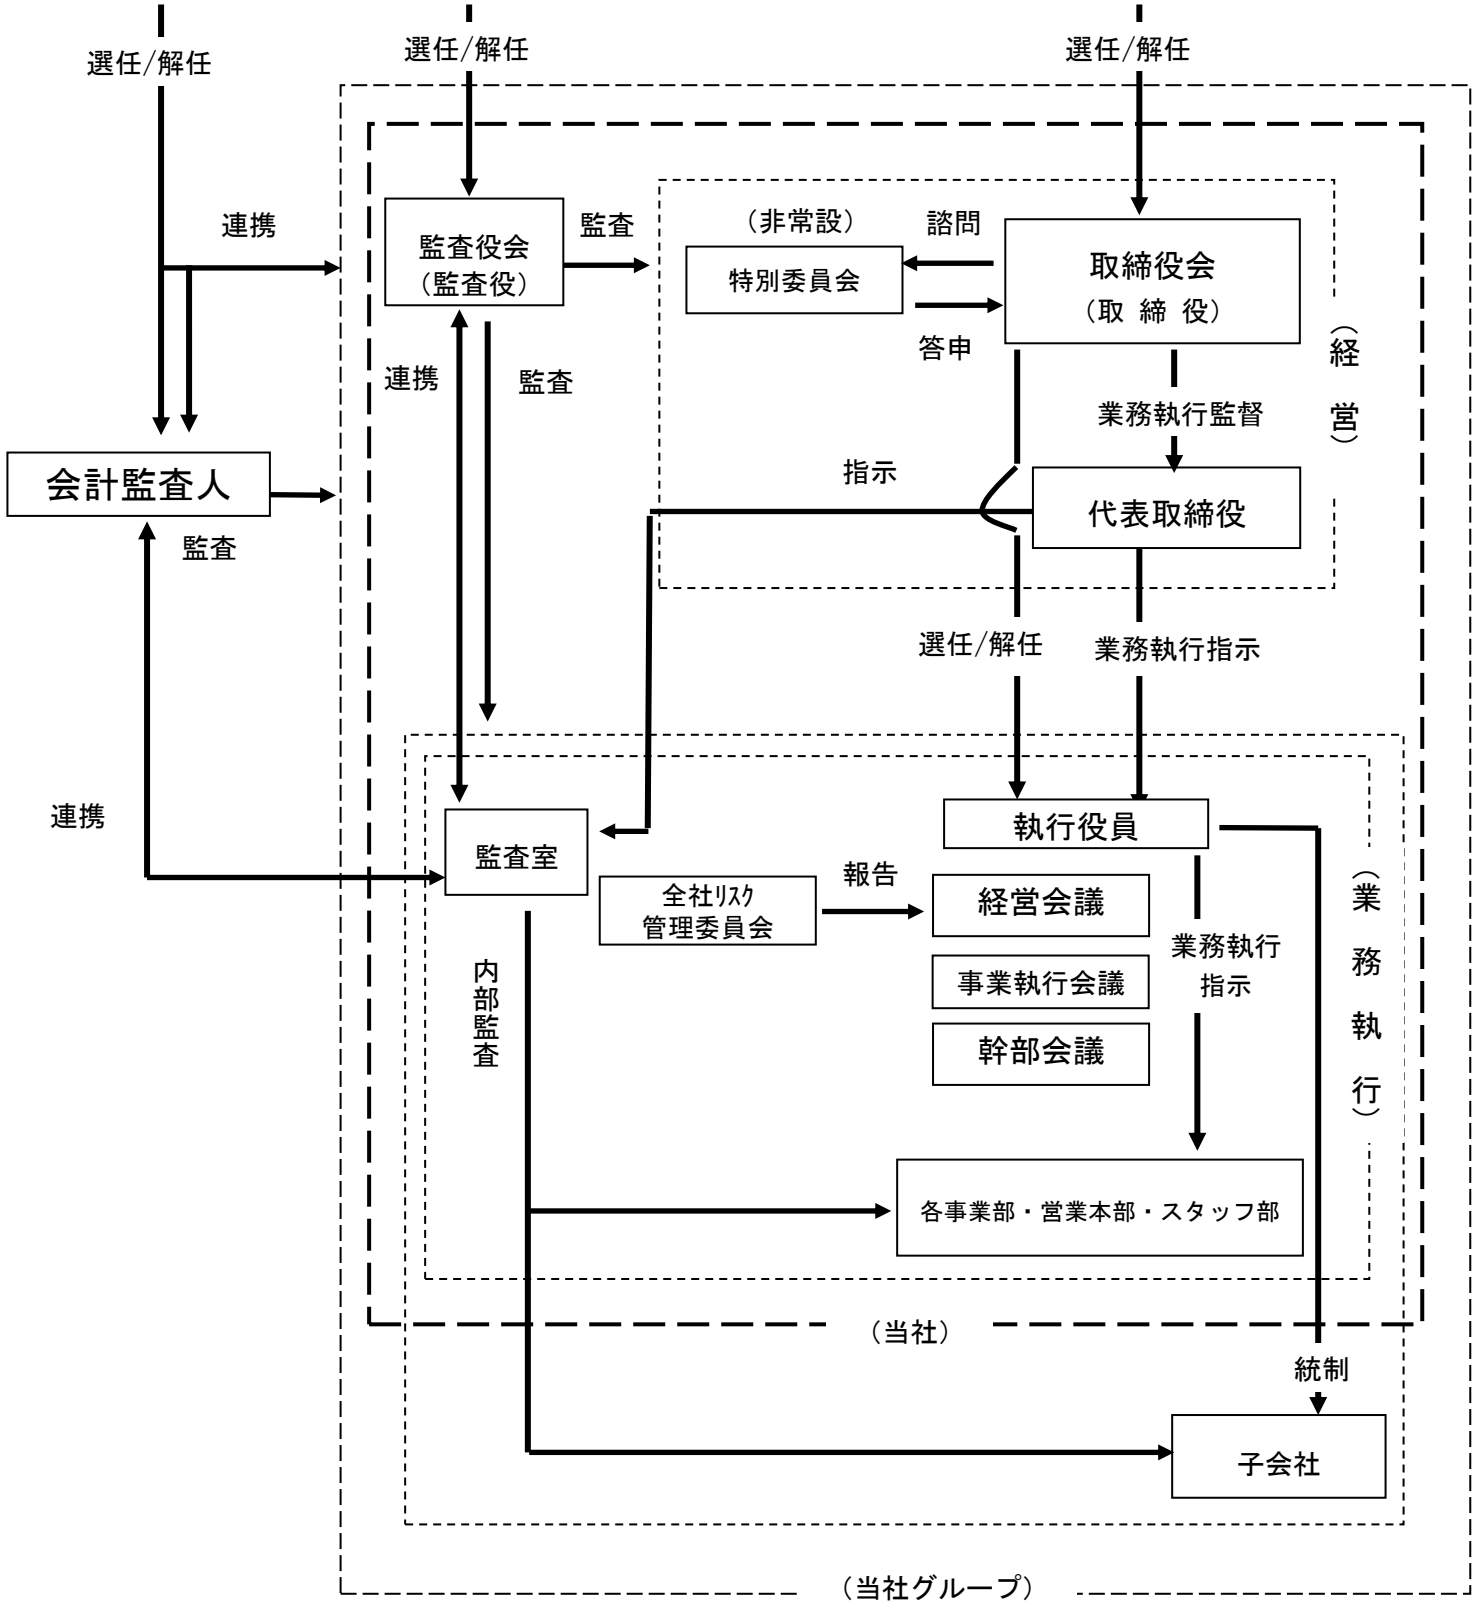 選任/解任
選任/解任
選任/解任
連携
監査役会
（監査役）
監査
（非常設）
特別委員会
諮問
答申
取締役会
（取 締 役）
（経 営）
連携
監査
業務執行監督
指示
代表取締役
会計監査人
監査
選任/解任
業務執行指示
連携
監査室
執行役員
全社ﾘｽｸ
管理委員会
報告
経営会議
事業執行会議
幹部会議
業務執行
指示
（業 務 執 行）
内部監査
各事業部・営業本部・スタッフ部
（当社）
統制
子会社
（当社グループ）